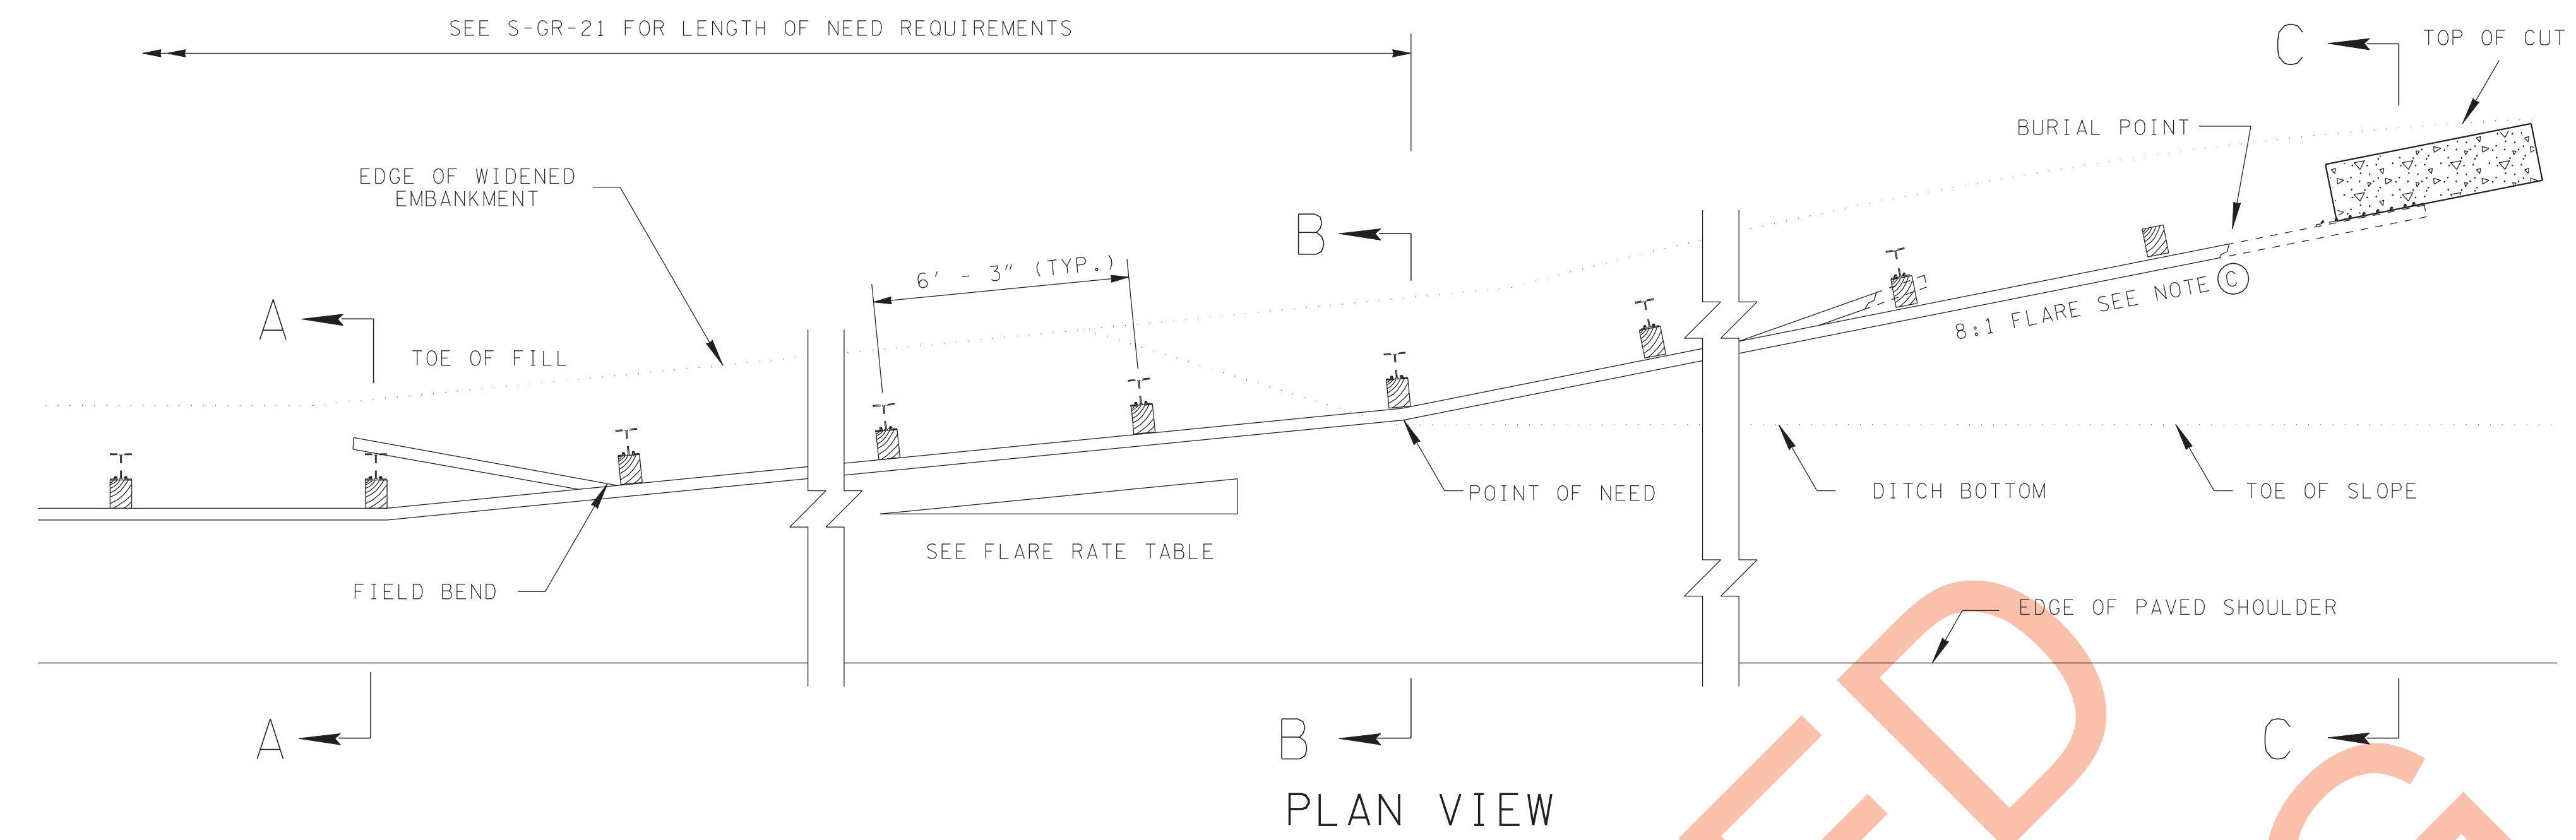 SEE S-GR-21 FOR LENGTH OF NEED REQUIREMENTS
C
TOP OF CUT
BURIAL POINT
EDGE OF WIDENED
EMBANKMENT
B
6' - 3" (TYP.)
A
TOE OF FILL
8:1 FLARE SEE NOTE C
POINT OF NEED
DITCH BOTTOM
TOE OF SLOPE
SEE FLARE RATE TABLE
FIELD BEND
EDGE OF PAVED SHOULDER
A
B
C
PLAN VIEW